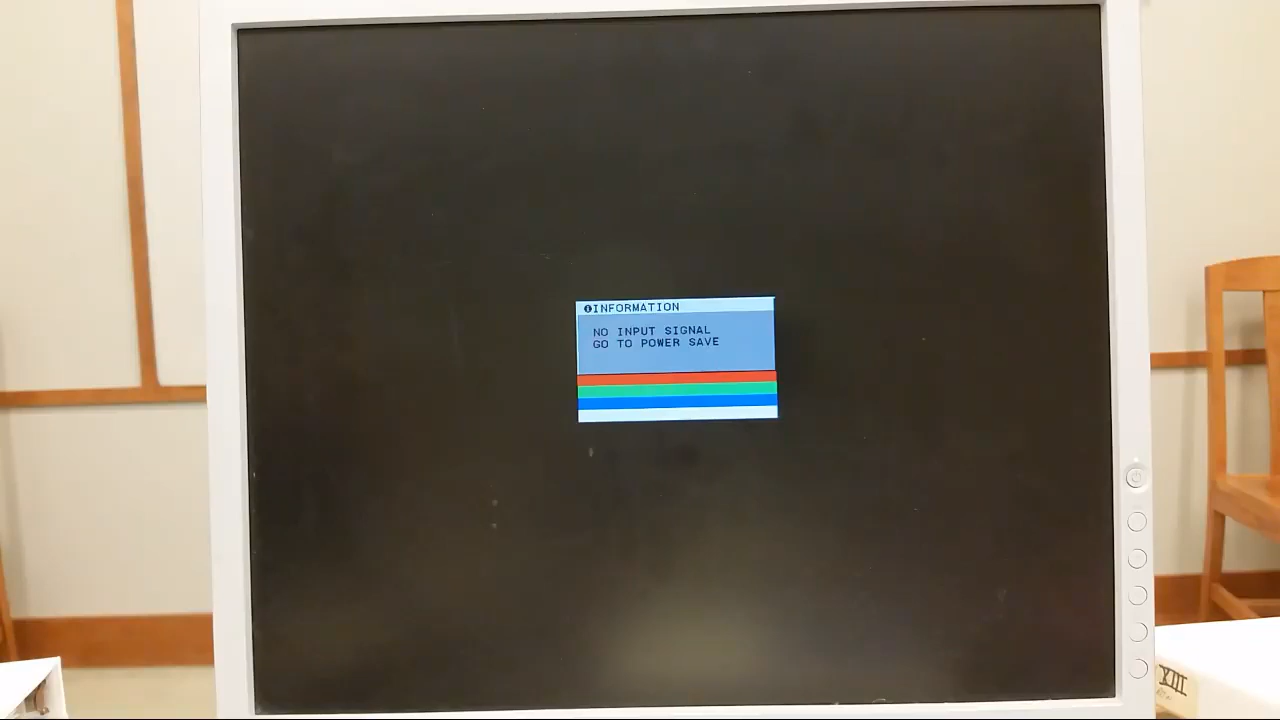 INFORMATION
NO INPUT SIGNAL
GO TO POWER SAVE
XIII